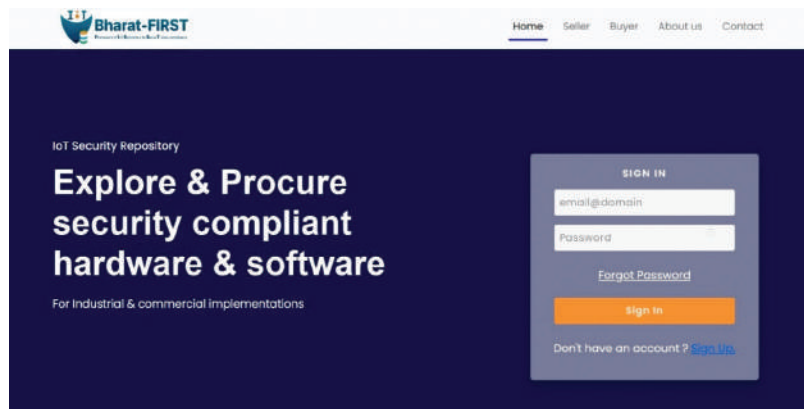 IoT
Bharat-FIRST
Home
Seller
Buyer
About us
Contact
IoT Security Repository
Explore & Procure
security compliant
hardware & software
For Industrial & commercial implementations
SIGN IN
email@domain
Password
Forgot Password
Sign In
Don't have an account ? Sign Up.